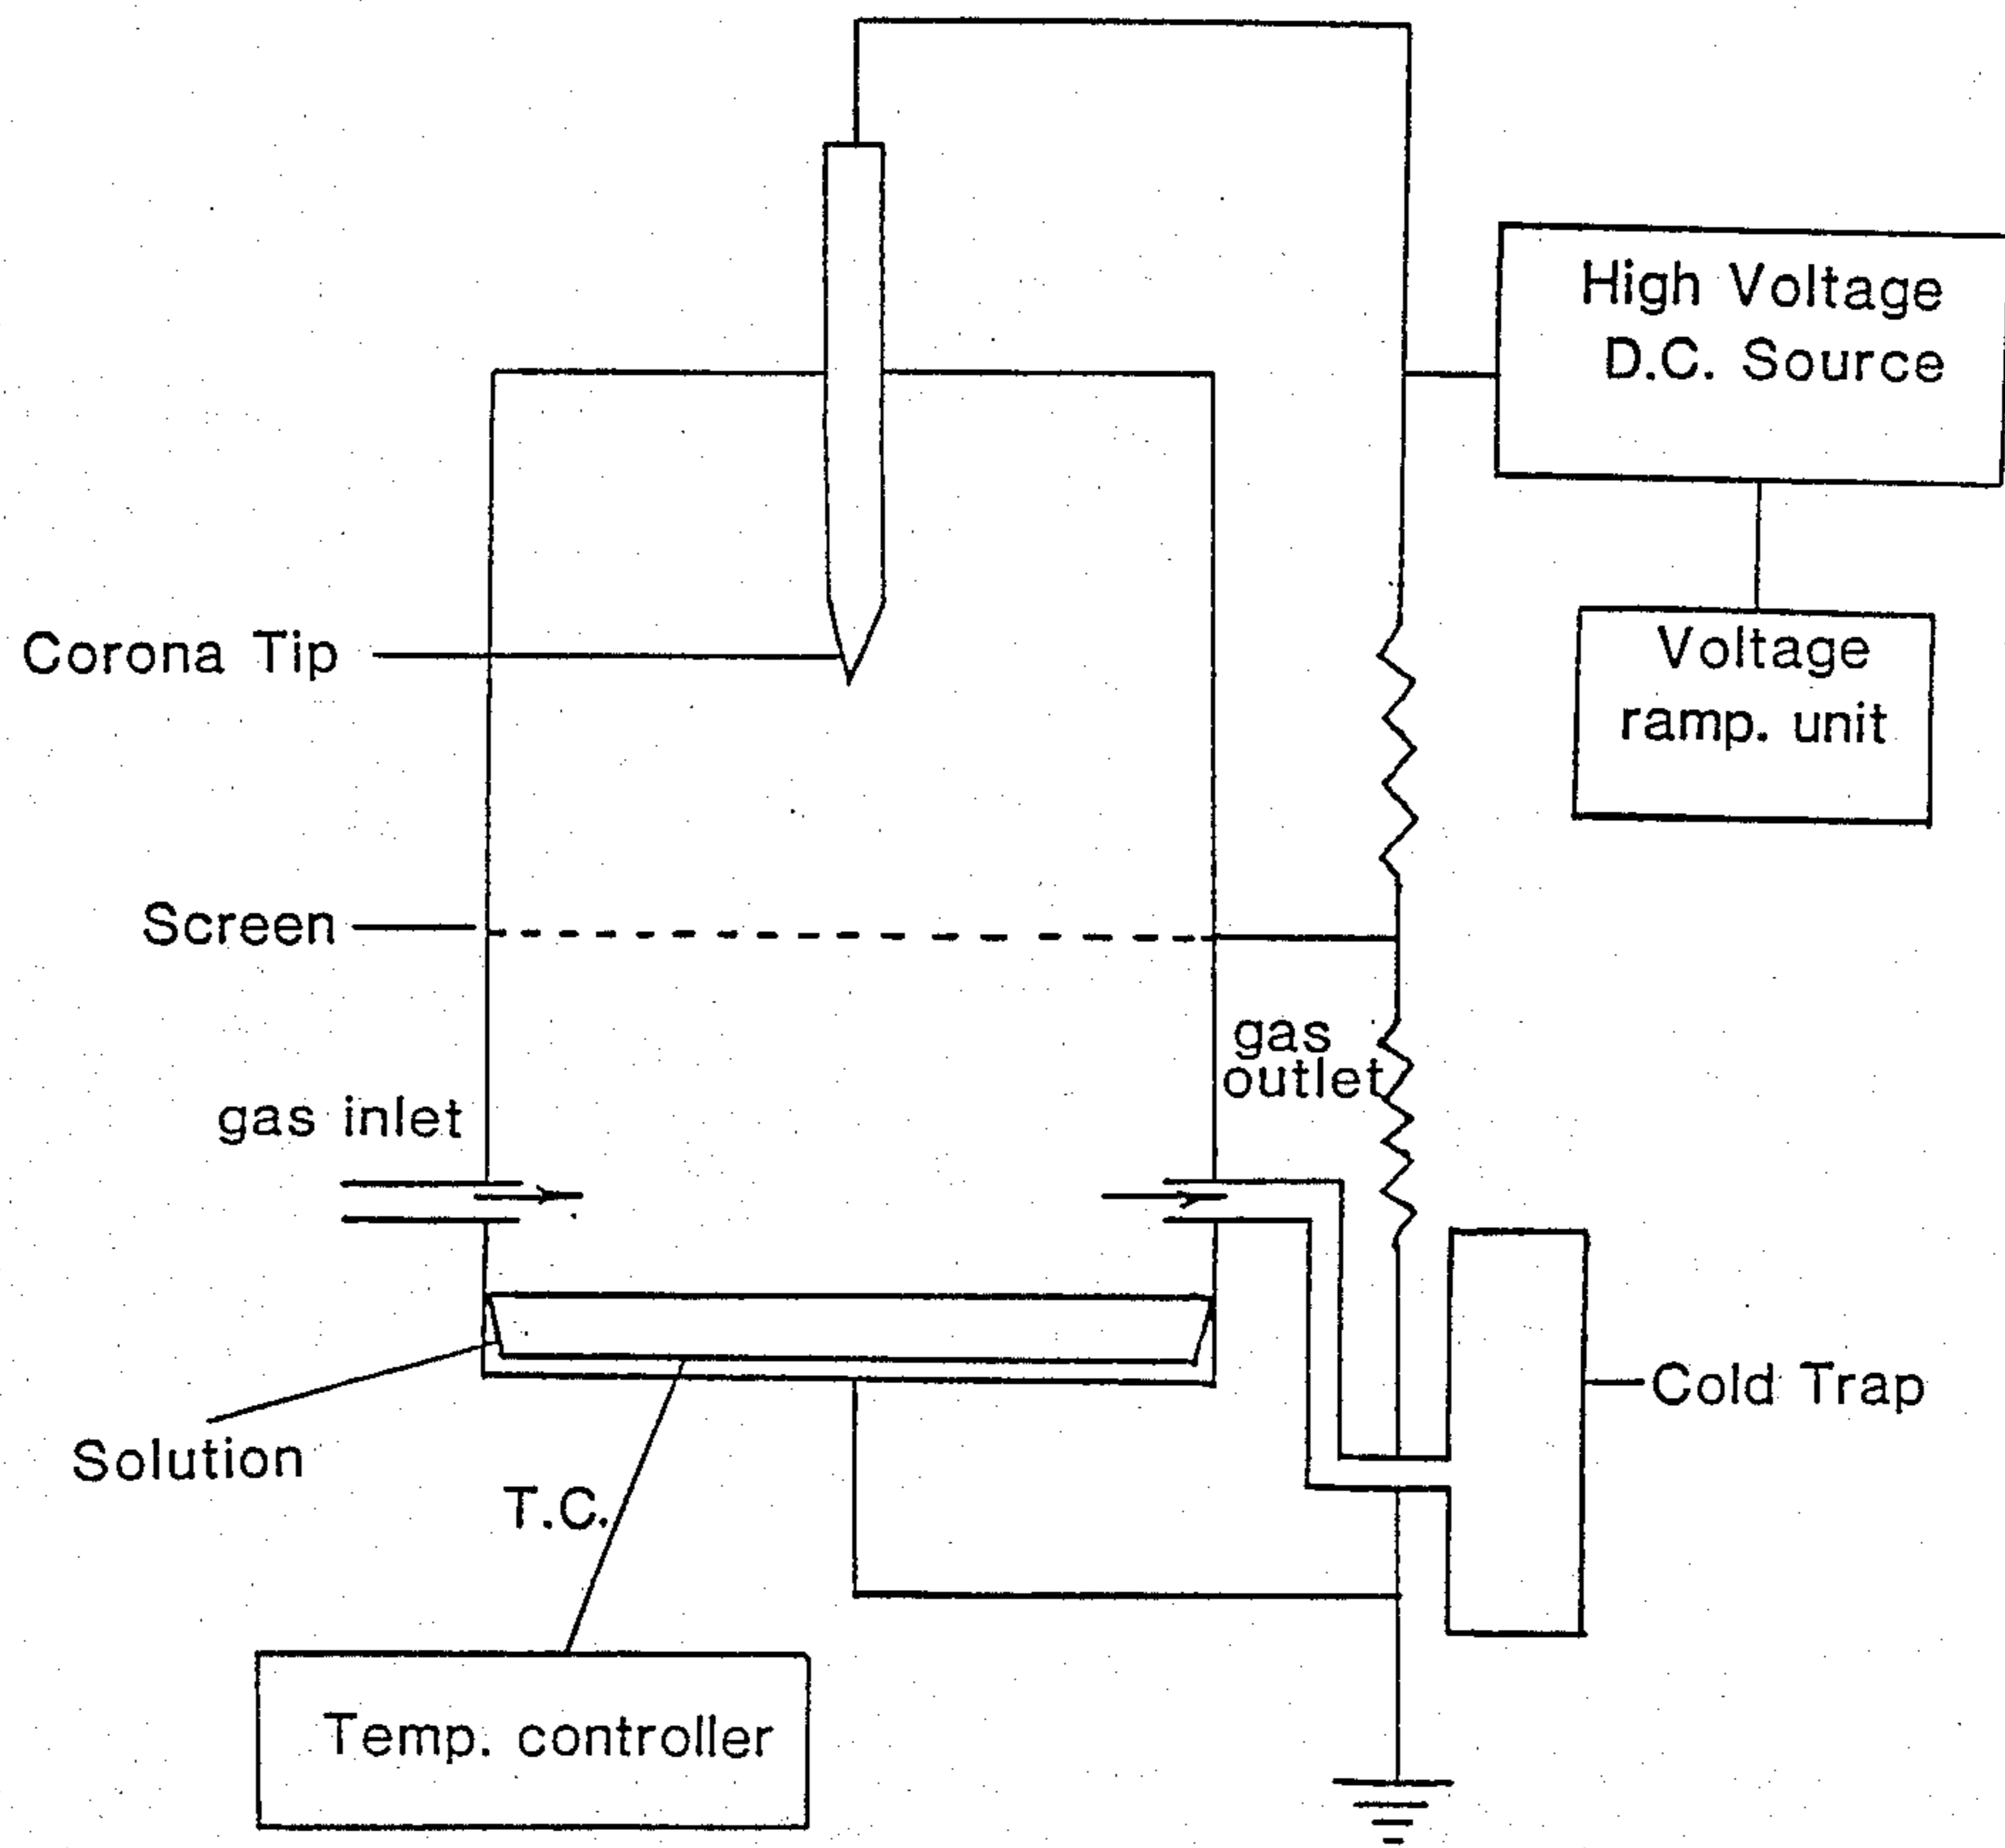 High Voltage
D.C. Source
Voltage
ramp. unit
Corona Tip
Screen
gas
outlet
gas inlet
Cold Trap
Solution
T.C.
Temp. controller